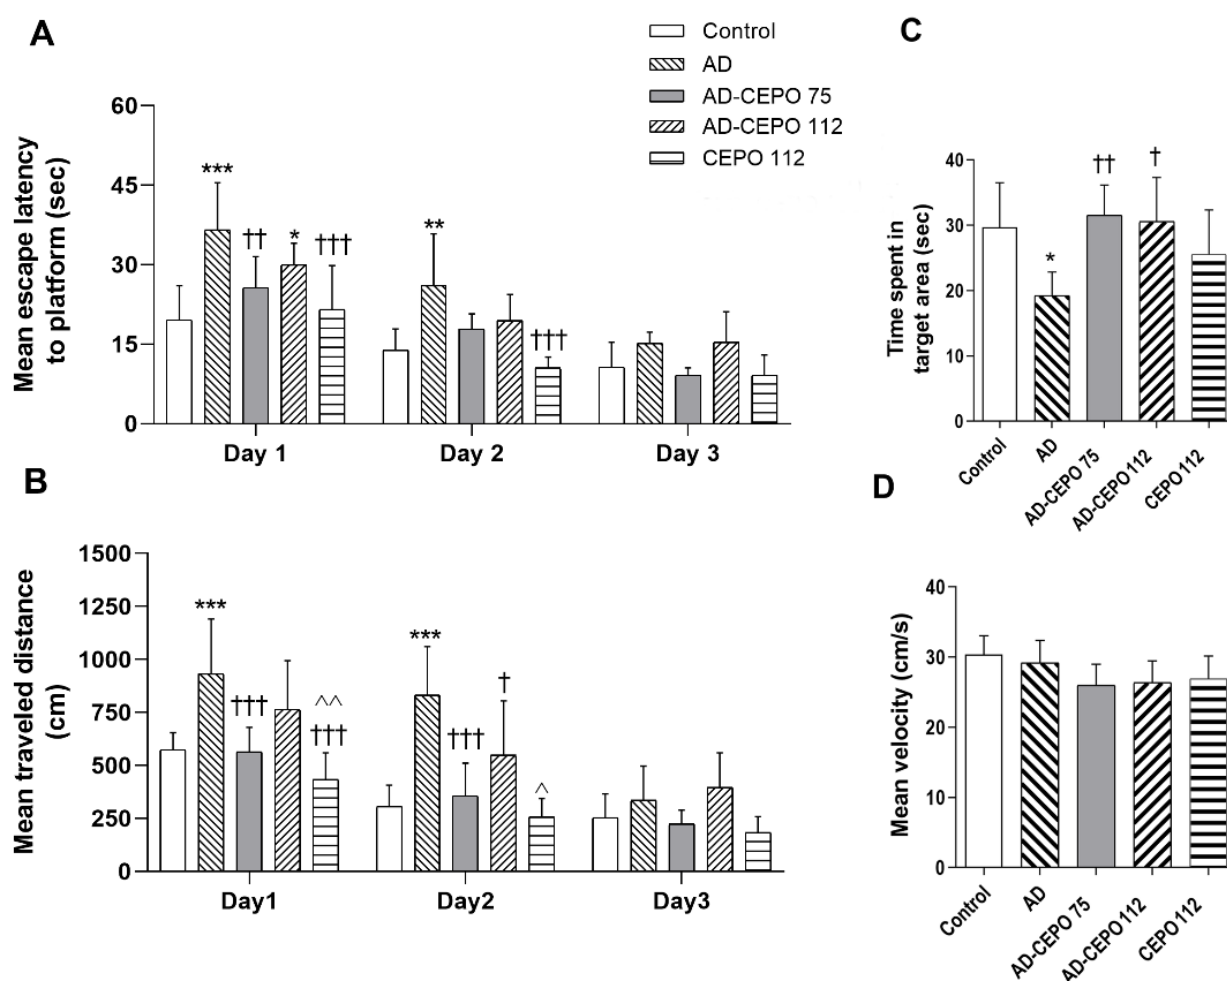 A
Control
AD
AD-CEPO 75
AD-CEPO 112
CEPO 112
Mean escape latency
to platform (sec)
60
45
30
15
0
***
††
*
†††
**
†††
Day 1
Day 2
Day 3
B
Mean traveled distance
(cm)
1500
1250
1000
750
500
250
0
***
†††
^^
†††
***
†††
†
^
Day1
Day2
Day3
C
Time spent in
target area (sec)
40
30
20
10
0
*
††
†
Control
AD
AD-CEPO 75
AD-CEPO 112
CEPO 112
D
Mean velocity (cm/s)
40
30
20
10
0
Control
AD
AD-CEPO 75
AD-CEPO 112
CEPO 112